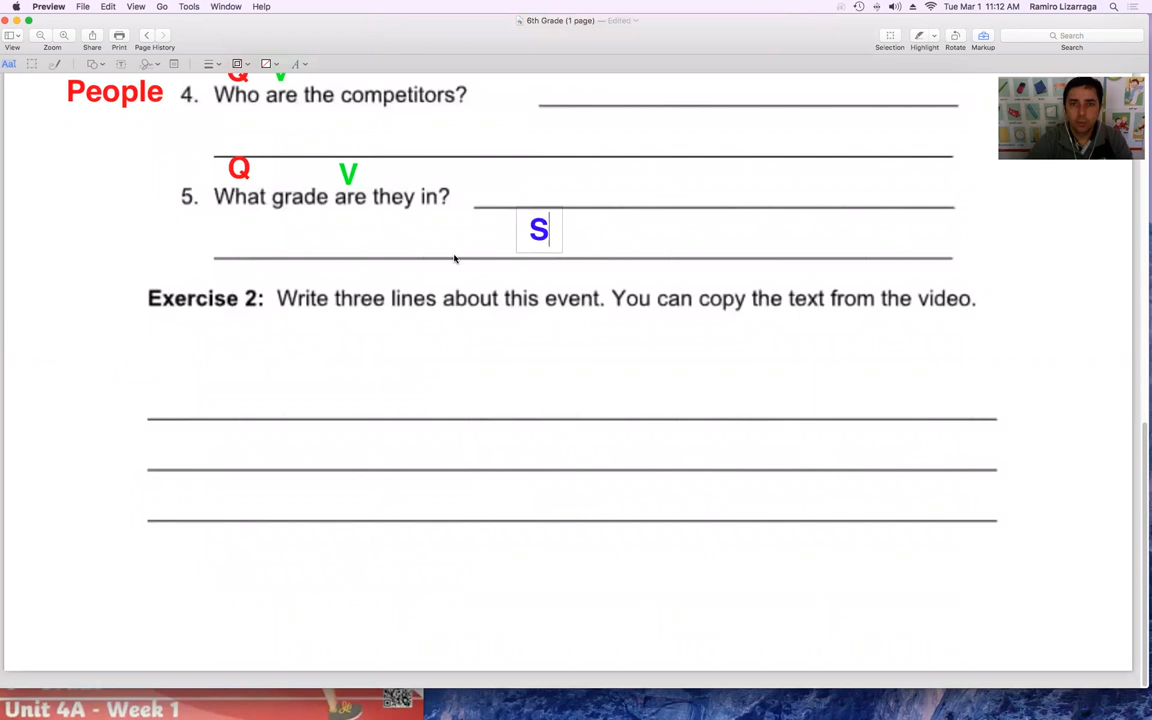 Preview File Edit View Go Tools Window Help Tue Mar 1 11:12 AM Ramiro Lizarraga
6th Grade (1 page) — Edited
View Zoom Share Print Page History Selection Highlight Rotate Markup Search
Search
AaI
A
Q V
People 4. Who are the competitors?
Q V
5. What grade are they in?
S
Exercise 2: Write three lines about this event. You can copy the text from the video.
Unit 4A - Week 1